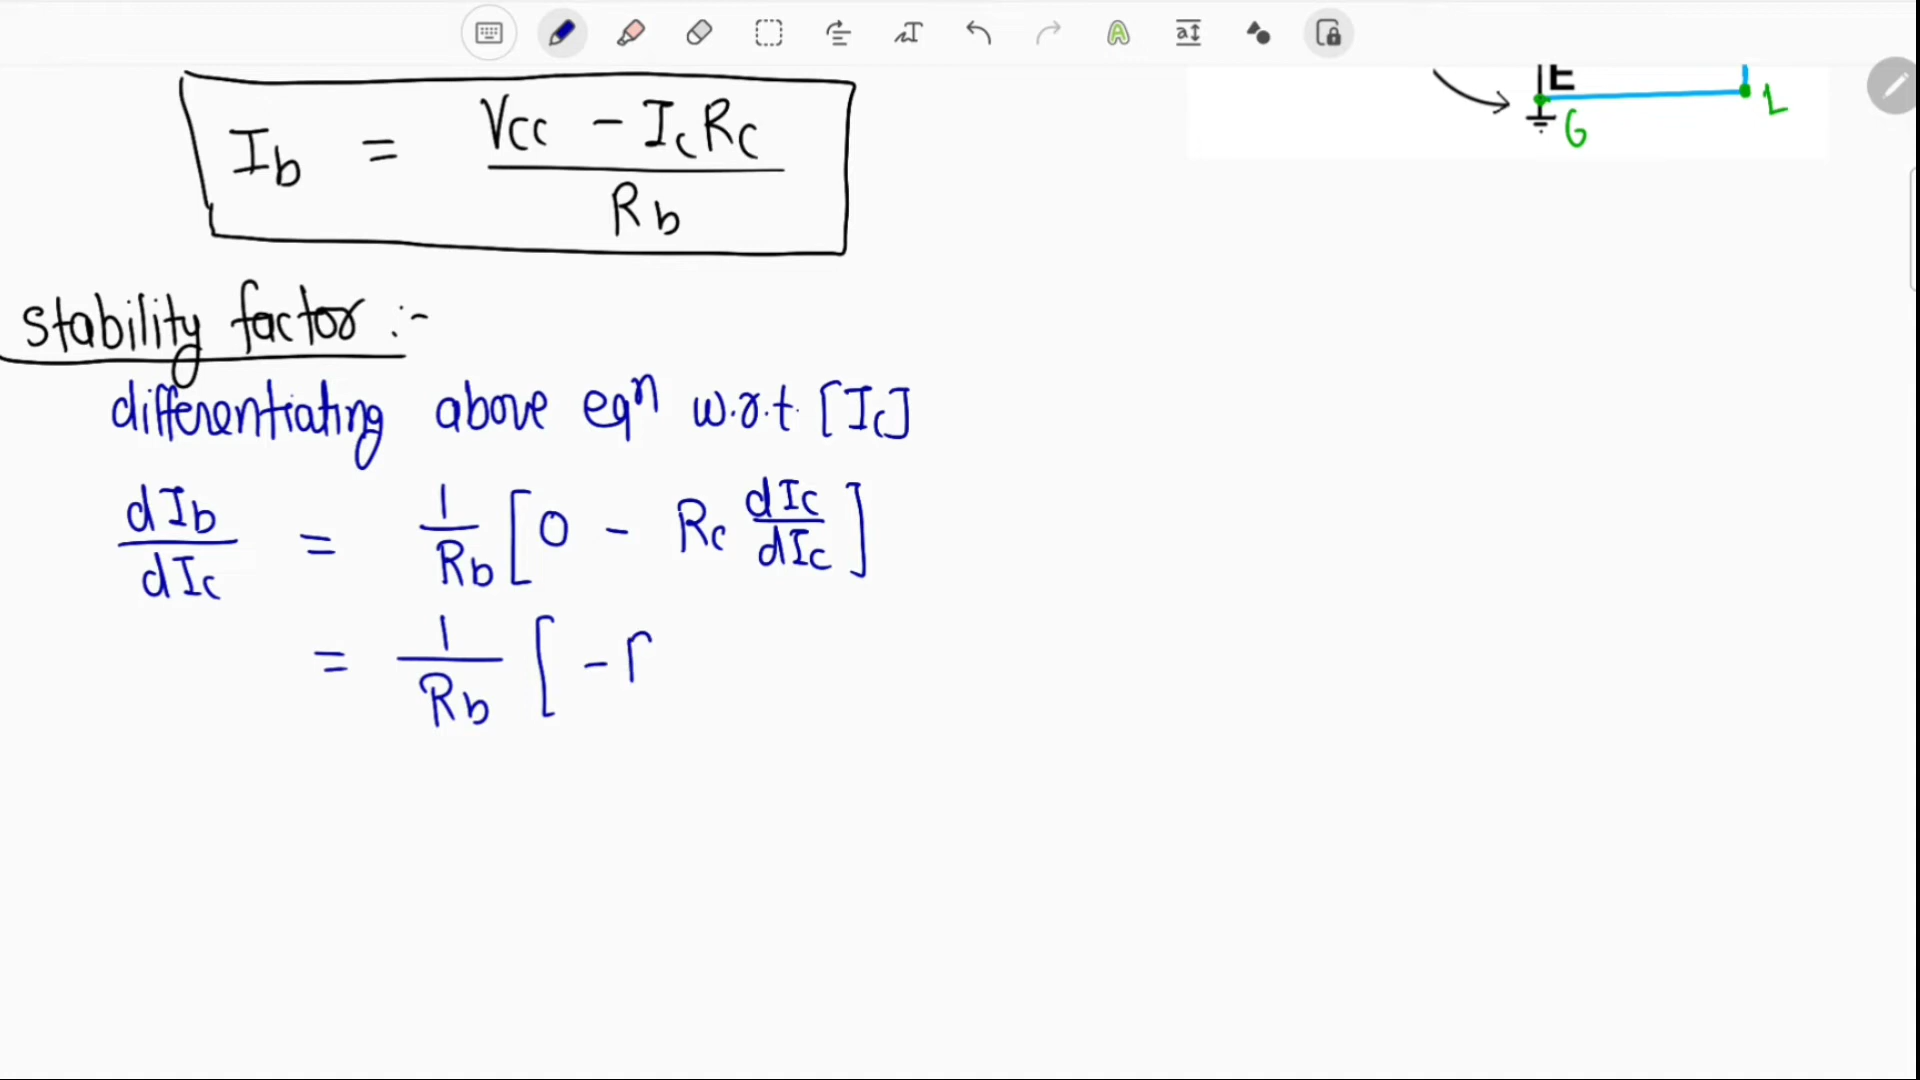 E
L
G
Ib = VCC - IcRC / Rb
stability factor :-
differentiating above eqⁿ w.r.t [Ic]
dIb / dIc = 1/Rb [0 - Rc dIc/dIc]
= 1/Rb [ - r